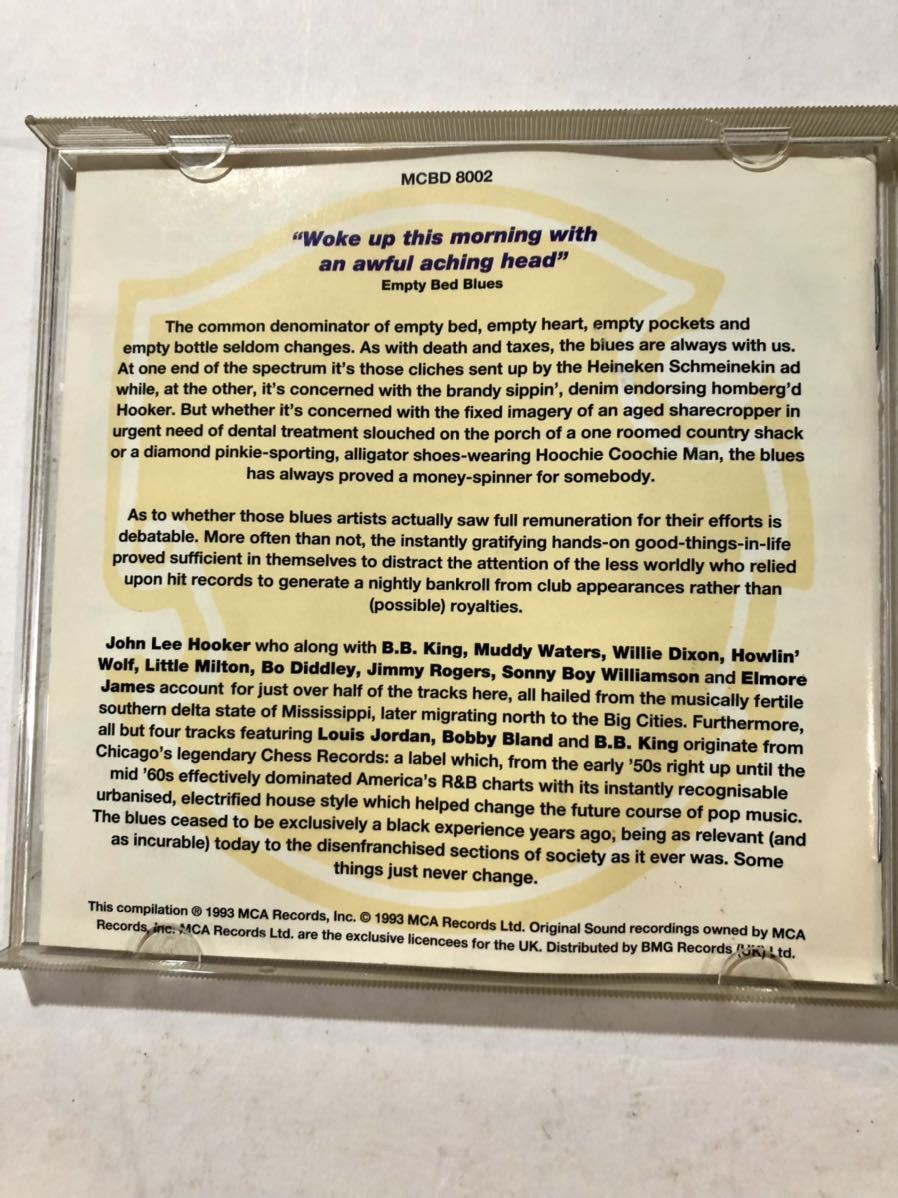 MCBD 8002
“Woke up this morning with
an awful aching head”
Empty Bed Blues
The common denominator of empty bed, empty heart, empty pockets and
empty bottle seldom changes. As with death and taxes, the blues are always with us.
At one end of the spectrum it’s those cliches sent up by the Heineken Schmeinekin ad
while, at the other, it’s concerned with the brandy sippin’, denim endorsing homberg’d
Hooker. But whether it’s concerned with the fixed imagery of an aged sharecropper in
urgent need of dental treatment slouched on the porch of a one roomed country shack
or a diamond pinkie-sporting, alligator shoes-wearing Hoochie Coochie Man, the blues
has always proved a money-spinner for somebody.
As to whether those blues artists actually saw full remuneration for their efforts is
debatable. More often than not, the instantly gratifying hands-on good-things-in-life
proved sufficient in themselves to distract the attention of the less worldly who relied
upon hit records to generate a nightly bankroll from club appearances rather than
(possible) royalties.
John Lee Hooker who along with B.B. King, Muddy Waters, Willie Dixon, Howlin’
Wolf, Little Milton, Bo Diddley, Jimmy Rogers, Sonny Boy Williamson and Elmore
James account for just over half of the tracks here, all hailed from the musically fertile
southern delta state of Mississippi, later migrating north to the Big Cities. Furthermore,
all but four tracks featuring Louis Jordan, Bobby Bland and B.B. King originate from
Chicago’s legendary Chess Records: a label which, from the early ’50s right up until the
mid ’60s effectively dominated America’s R&B charts with its instantly recognisable
urbanised, electrified house style which helped change the future course of pop music.
The blues ceased to be exclusively a black experience years ago, being as relevant (and
as incurable) today to the disenfranchised sections of society as it ever was. Some
things just never change.
This compilation ® 1993 MCA Records, Inc. © 1993 MCA Records Ltd. Original Sound recordings owned by MCA
Records, Inc. MCA Records Ltd. are the exclusive licencees for the UK. Distributed by BMG Records (UK) Ltd.